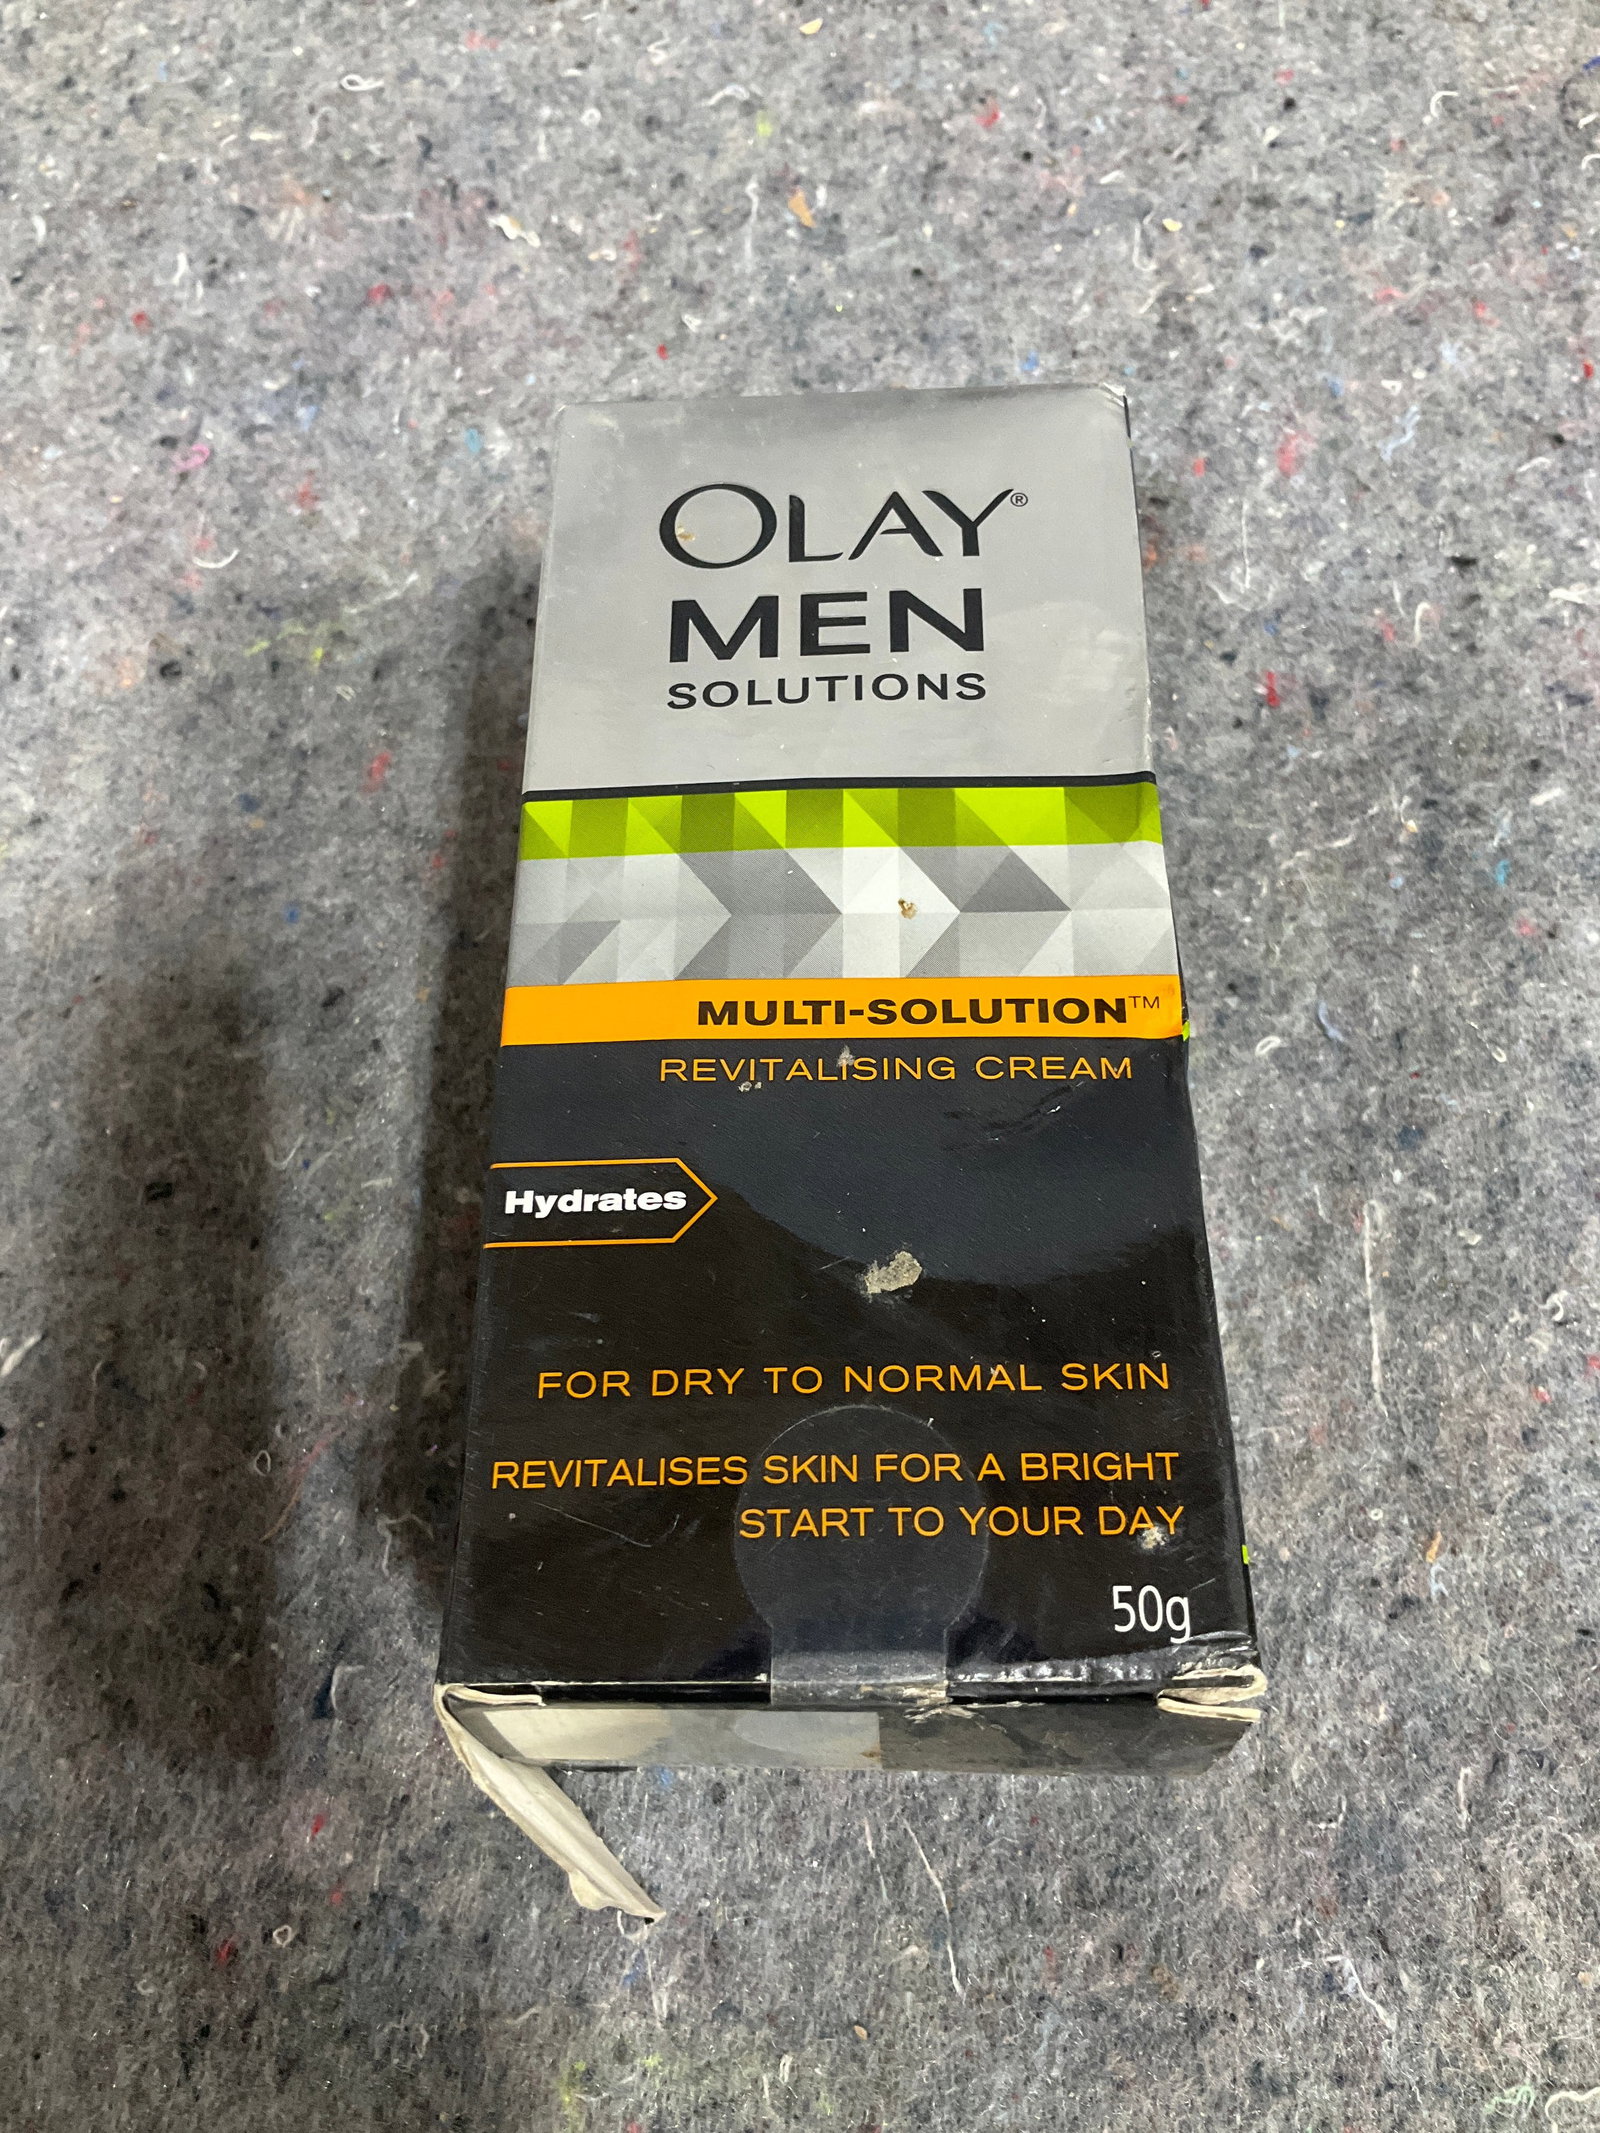 OLAY®
MEN
SOLUTIONS
MULTI-SOLUTION™
REVITALISING CREAM
Hydrates
FOR DRY TO NORMAL SKIN
REVITALISES SKIN FOR A BRIGHT
START TO YOUR DAY
50g